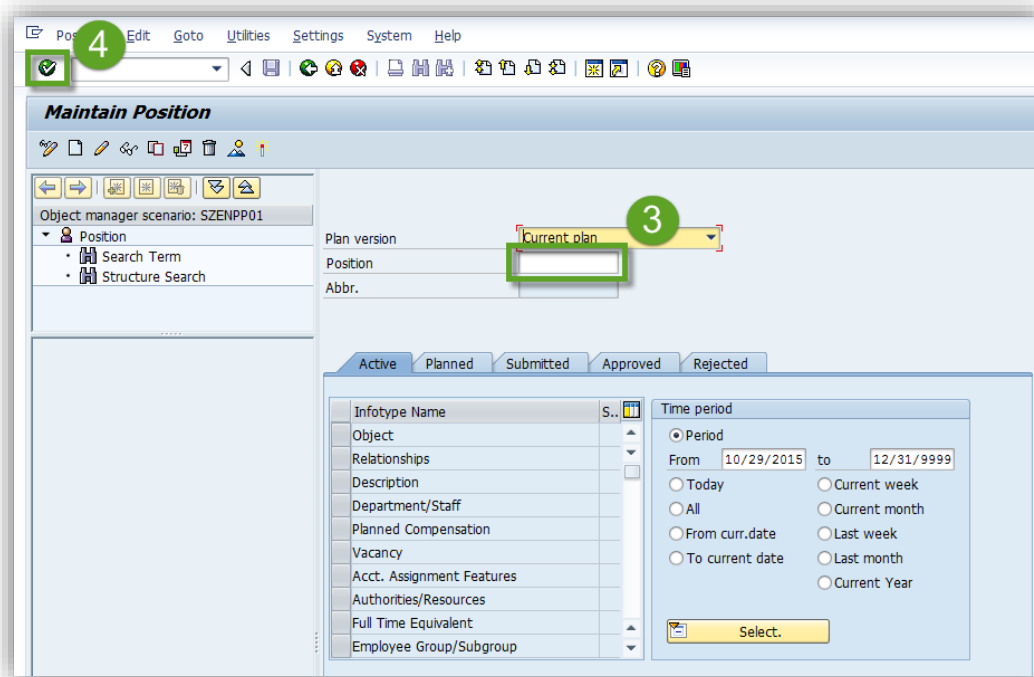 Pos Edit Goto Utilities Settings System Help
4
Maintain Position
Object manager scenario: SZENPP01
Position
Search Term
Structure Search
3
Plan version Current plan
Position
Abbr.
Active Planned Submitted Approved Rejected
Infotype Name S..
Object
Relationships
Description
Department/Staff
Planned Compensation
Vacancy
Acct. Assignment Features
Authorities/Resources
Full Time Equivalent
Employee Group/Subgroup
Time period
Period
From 10/29/2015 to 12/31/9999
Today Current week
All Current month
From curr.date Last week
To current date Last month
Current Year
Select.